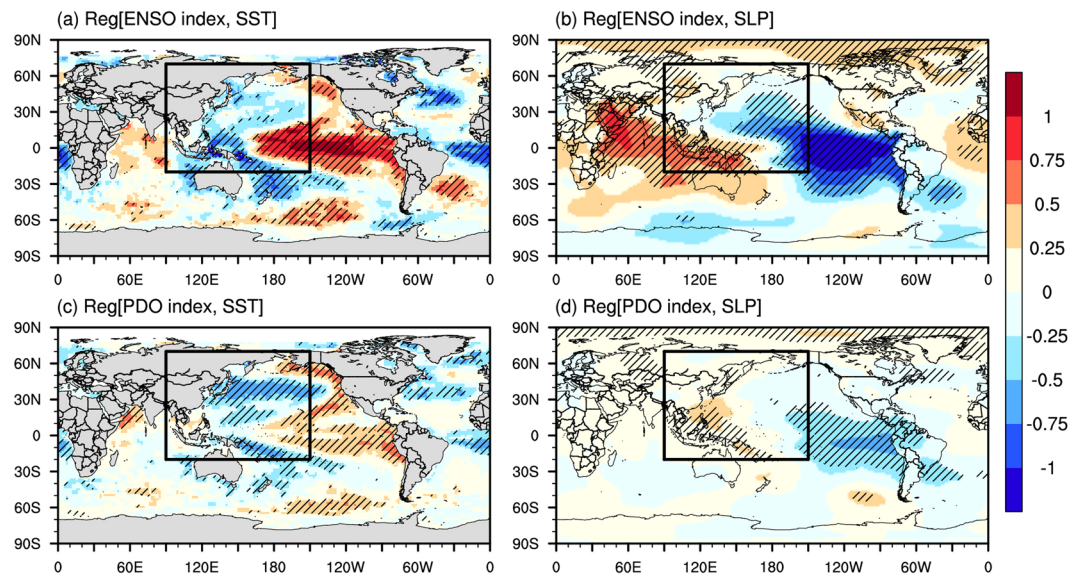 (a) Reg[ENSO index, SST]
(b) Reg[ENSO index, SLP]
90N 90N
60N 60N
30N 30N
0 0
30S 30S
60S 60S
90S 90S
0 60E 120E 180E 120W 60W 0
0 60E 120E 180E 120W 60W 0
(c) Reg[PDO index, SST]
(d) Reg[PDO index, SLP]
90N 90N
60N 60N
30N 30N
0 0
30S 30S
60S 60S
90S 90S
0 60E 120E 180E 120W 60W 0
0 60E 120E 180E 120W 60W 0
1
0.75
0.5
0.25
0
-0.25
-0.5
-0.75
-1